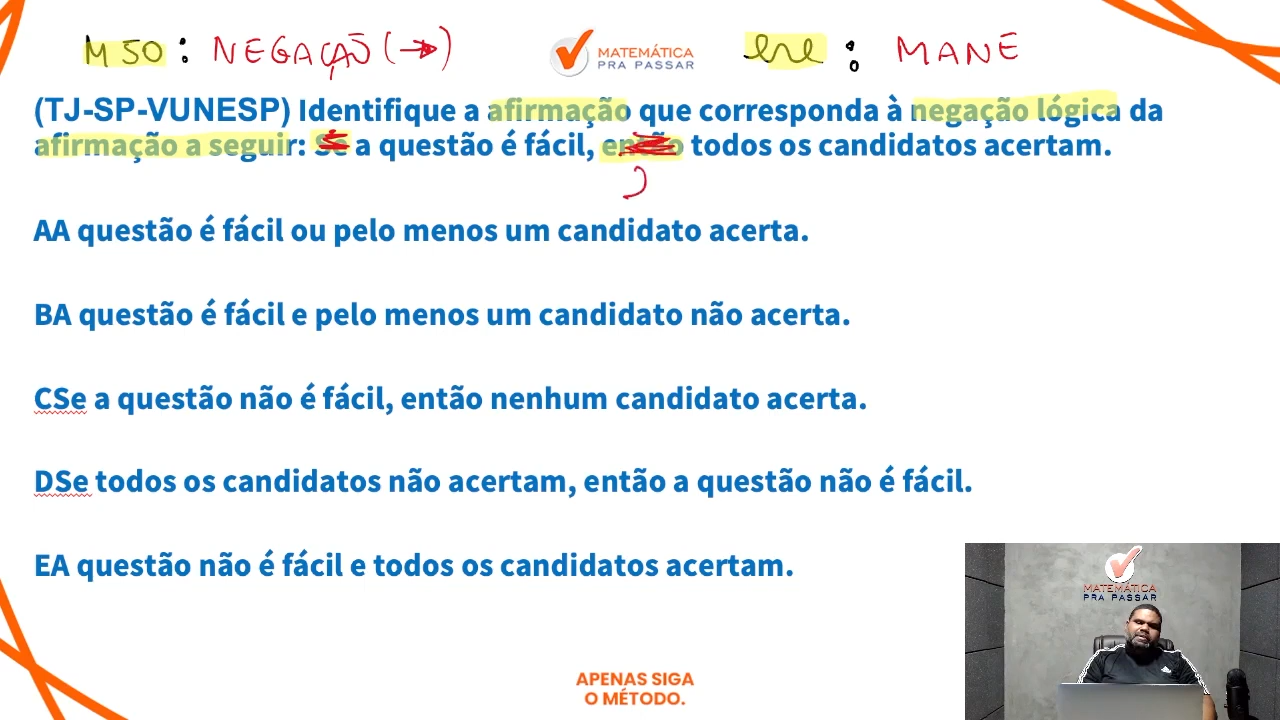 M50 : NEGAÇÃO (→)
MATEMÁTICA
PRA PASSAR
: MANE
(TJ-SP-VUNESP) Identifique a afirmação que corresponda à negação lógica da
afirmação a seguir: Se a questão é fácil, então todos os candidatos acertam.
AA questão é fácil ou pelo menos um candidato acerta.
BA questão é fácil e pelo menos um candidato não acerta.
CSe a questão não é fácil, então nenhum candidato acerta.
DSe todos os candidatos não acertam, então a questão não é fácil.
EA questão não é fácil e todos os candidatos acertam.
MATEMÁTICA
PRA PASSAR
APENAS SIGA
O MÉTODO.